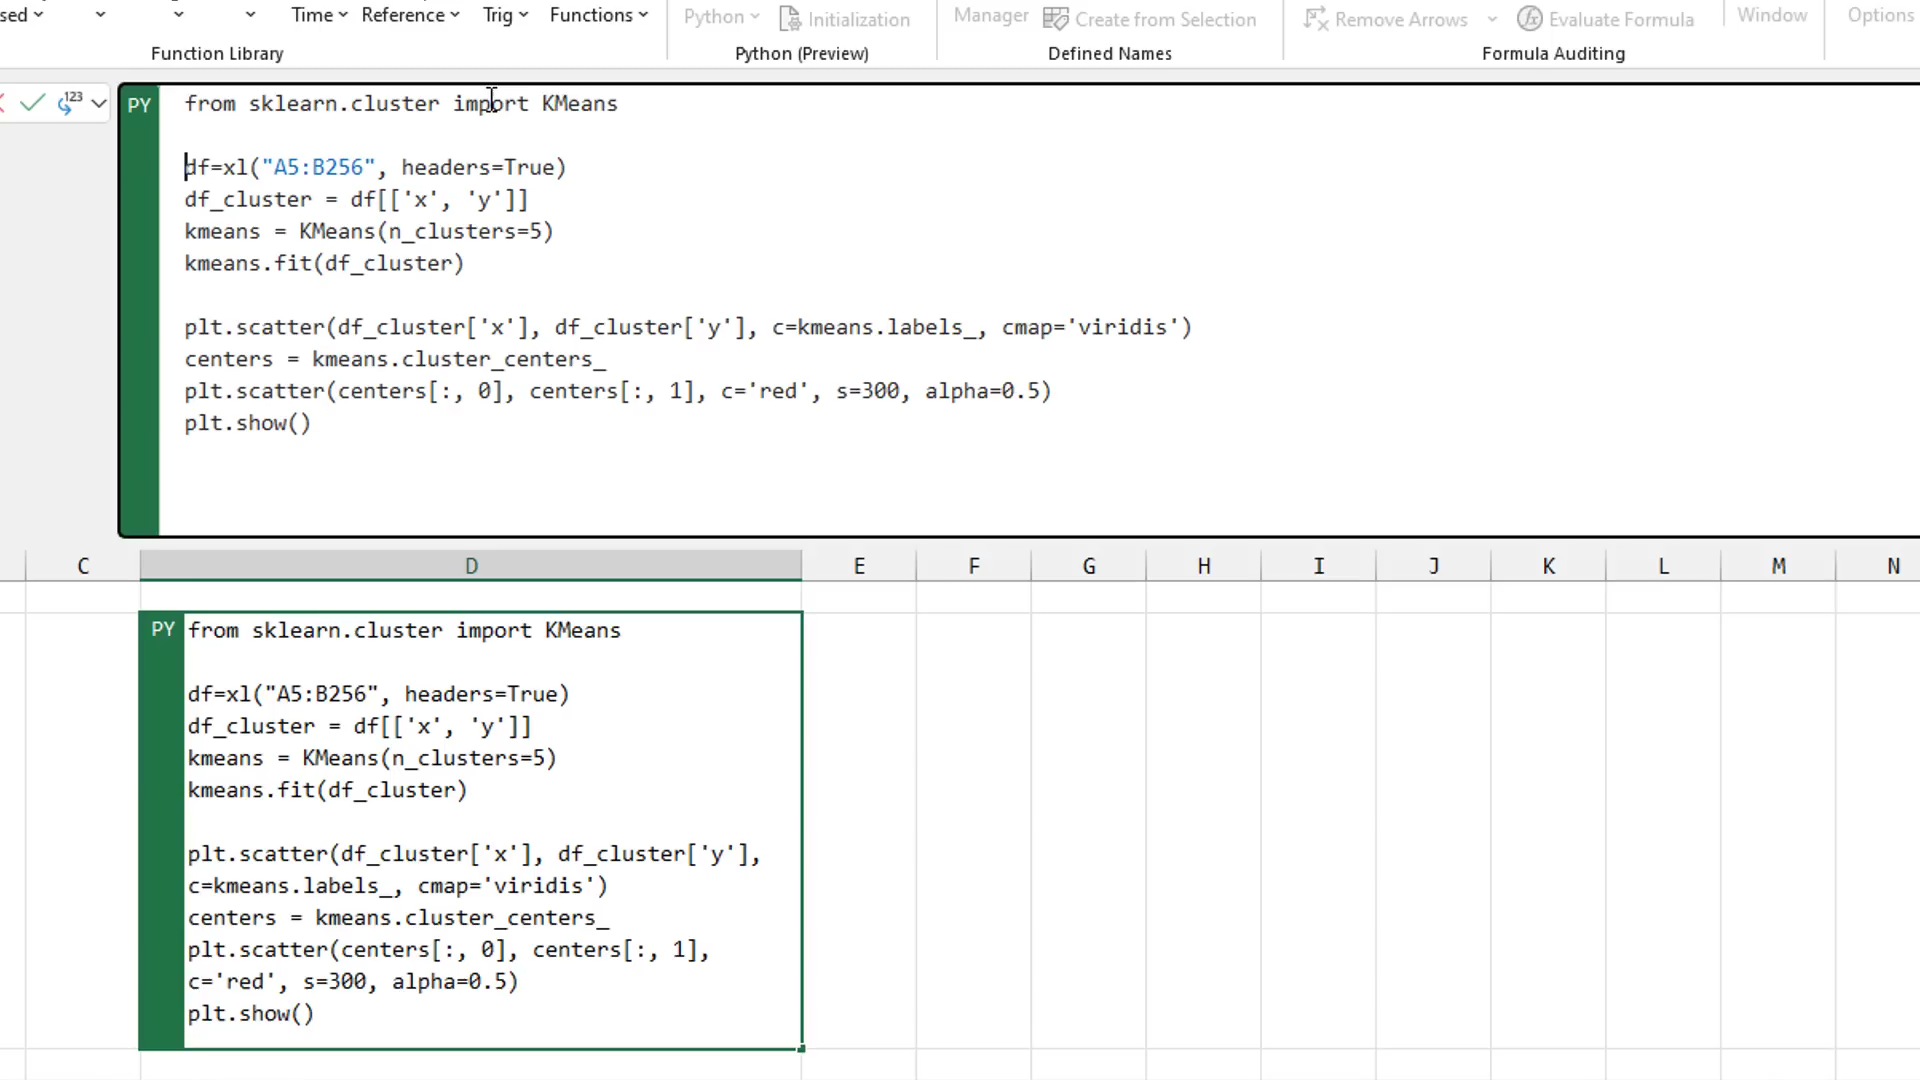 sed Time Reference Trig Functions Python Initialization Manager Create from Selection Remove Arrows Evaluate Formula Window Options
Function Library Python (Preview) Defined Names Formula Auditing
123
PY from sklearn.cluster import KMeans
df=xl("A5:B256", headers=True)
df_cluster = df[['x', 'y']]
kmeans = KMeans(n_clusters=5)
kmeans.fit(df_cluster)
plt.scatter(df_cluster['x'], df_cluster['y'], c=kmeans.labels_, cmap='viridis')
centers = kmeans.cluster_centers_
plt.scatter(centers[:, 0], centers[:, 1], c='red', s=300, alpha=0.5)
plt.show()
C D E F G H I J K L M N
PY from sklearn.cluster import KMeans
df=xl("A5:B256", headers=True)
df_cluster = df[['x', 'y']]
kmeans = KMeans(n_clusters=5)
kmeans.fit(df_cluster)
plt.scatter(df_cluster['x'], df_cluster['y'],
c=kmeans.labels_, cmap='viridis')
centers = kmeans.cluster_centers_
plt.scatter(centers[:, 0], centers[:, 1],
c='red', s=300, alpha=0.5)
plt.show()